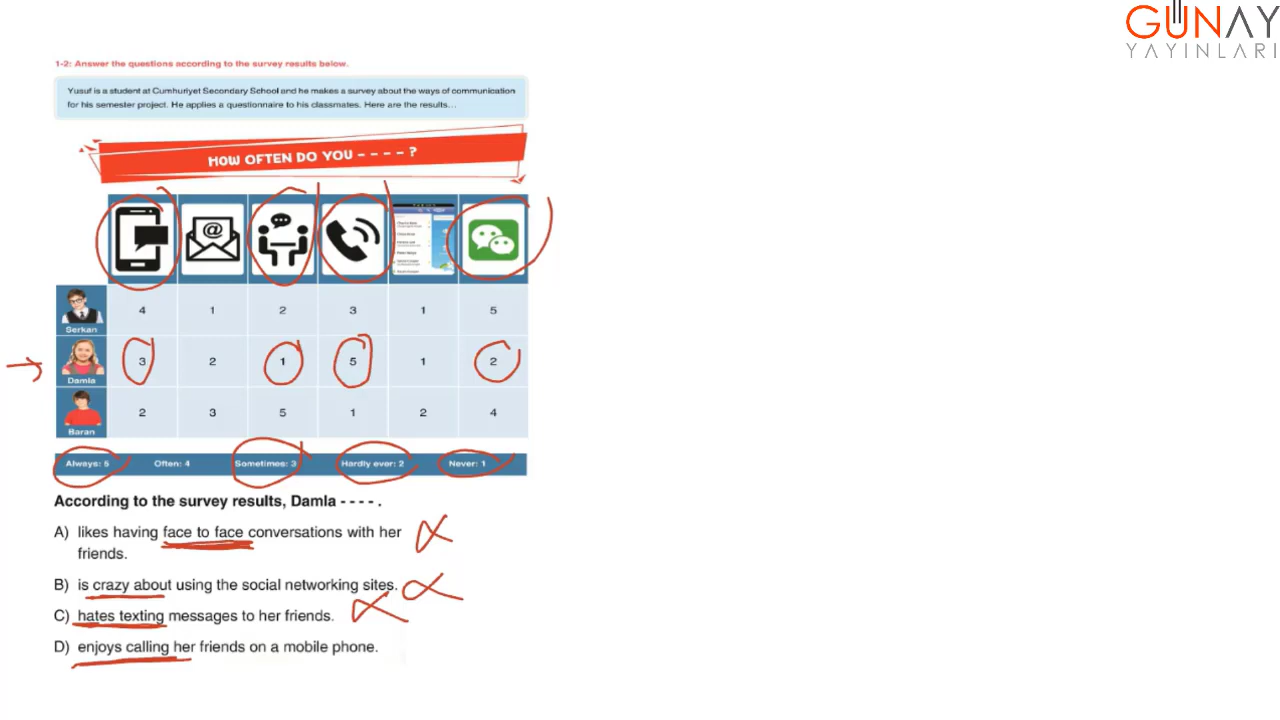 GÜNAY
YAYINLARI
1-2: Answer the questions according to the survey results below.
Yusuf is a student at Cumhuriyet Secondary School and he makes a survey about the ways of communication
for his semester project. He applies a questionnaire to his classmates. Here are the results...
HOW OFTEN DO YOU - - - - ?
@
Serkan 4 1 2 3 1 5
Damla 3 2 1 5 1 2
Baran 2 3 5 1 2 4
Always: 5 Often: 4 Sometimes: 3 Hardly ever: 2 Never: 1
According to the survey results, Damla - - - - .
A) likes having face to face conversations with her
friends.
B) is crazy about using the social networking sites.
C) hates texting messages to her friends.
D) enjoys calling her friends on a mobile phone.